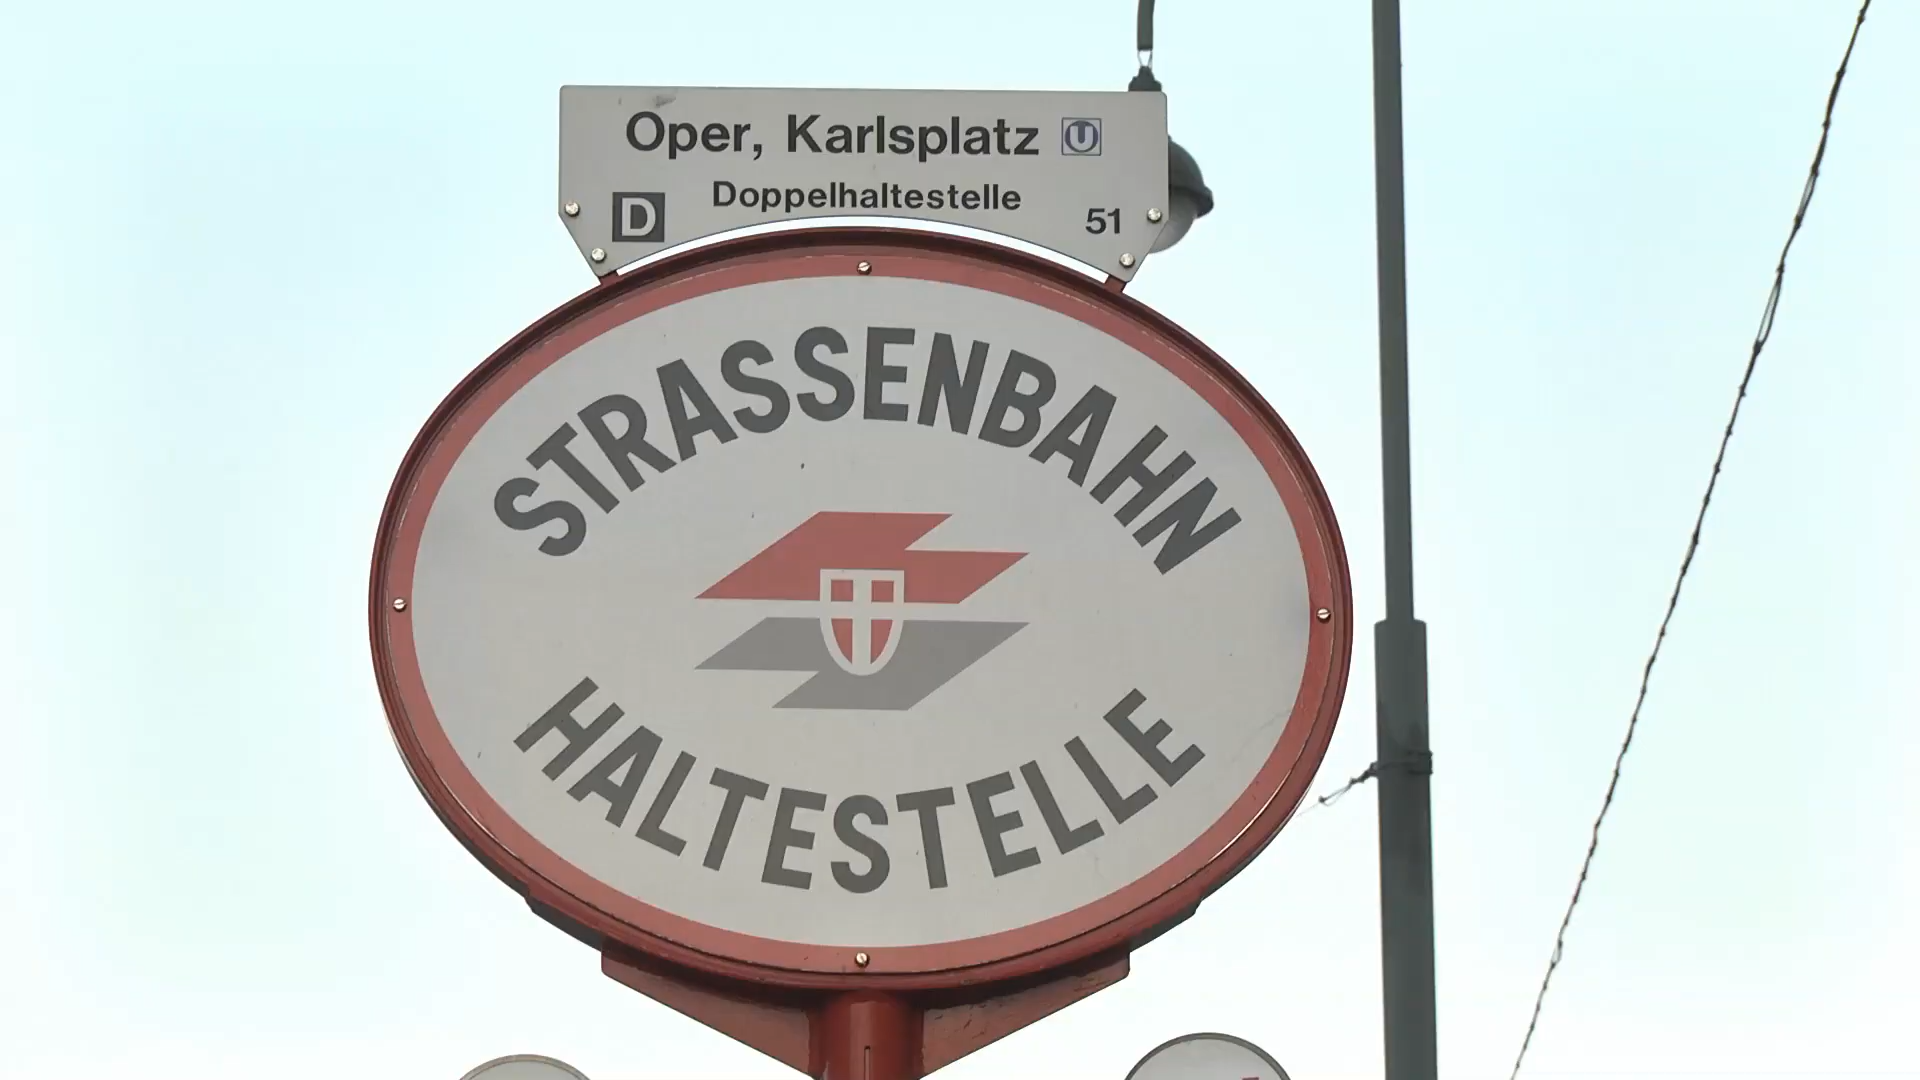 Oper, Karlsplatz U
Doppelhaltestelle
D 51
STRASSENBAHN
HALTESTELLE